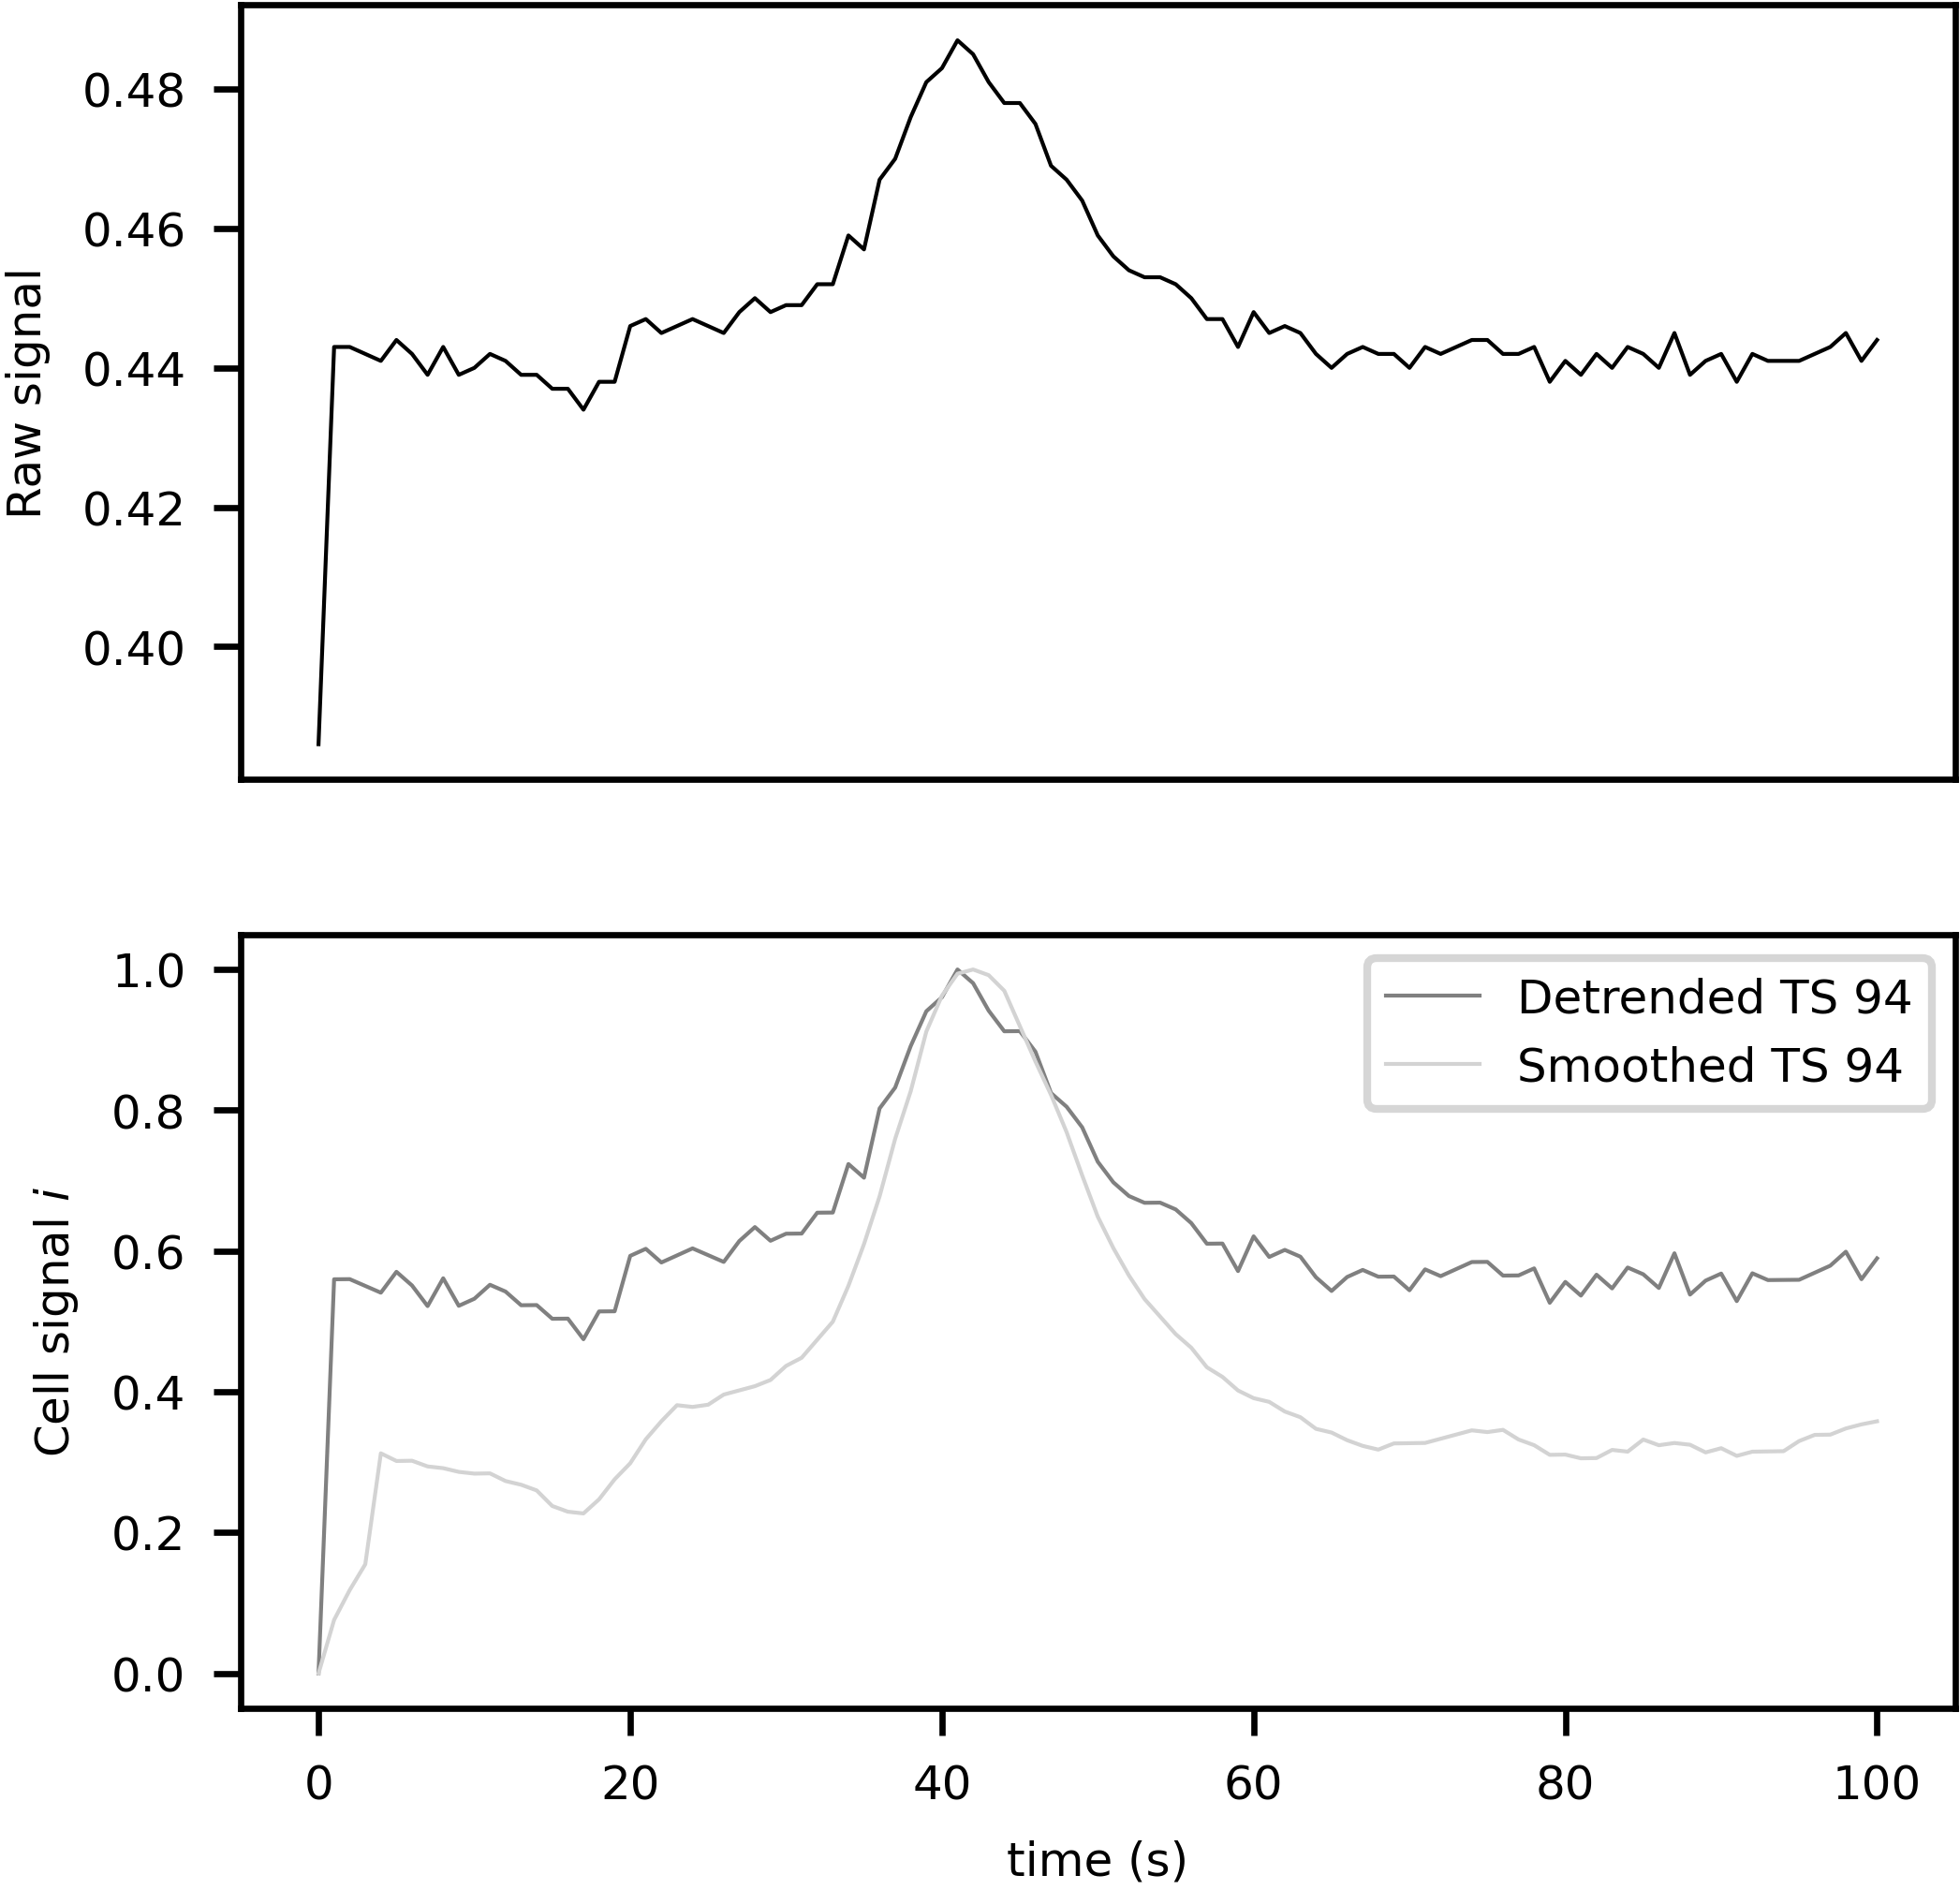 Raw signal
0.48
0.46
0.44
0.42
0.40
Cell signal i
1.0
0.8
0.6
0.4
0.2
0.0
Detrended TS 94
Smoothed TS 94
0 20 40 60 80 100
time (s)